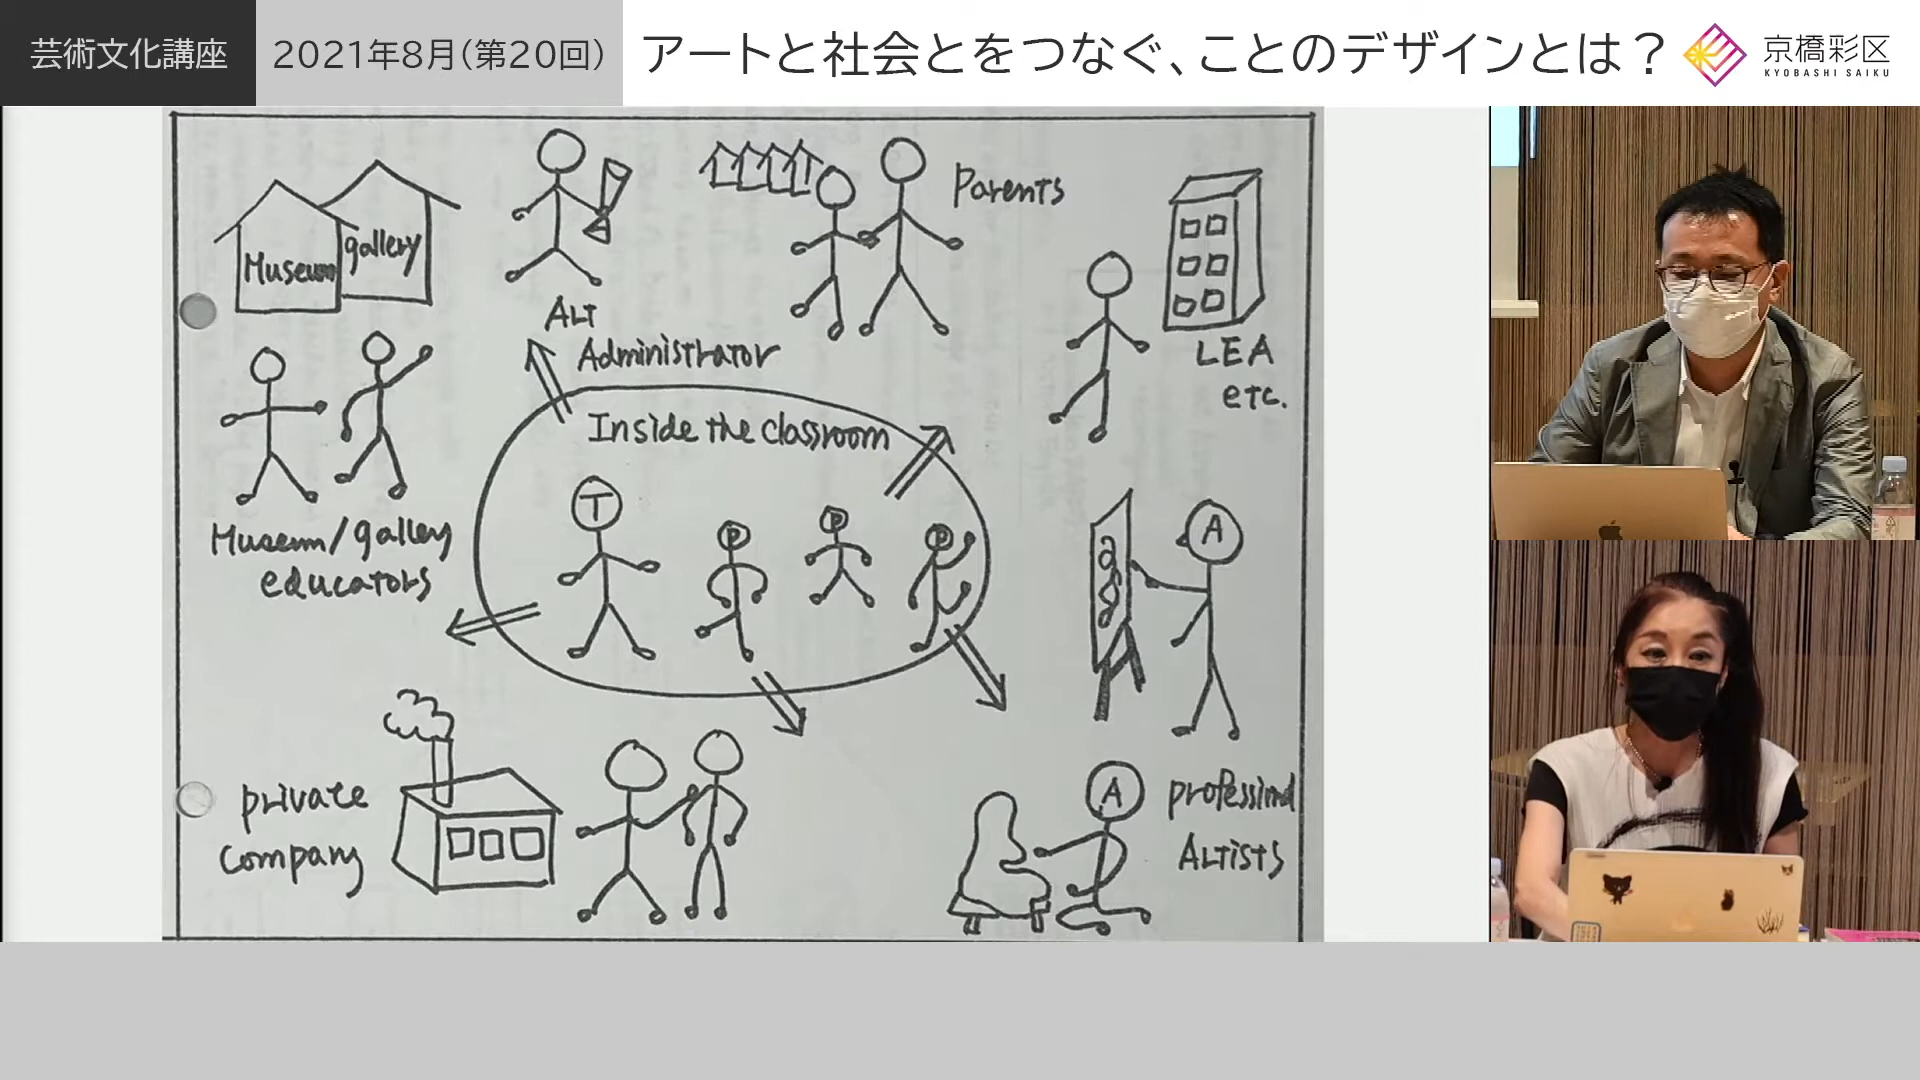 芸術文化講座
2021年8月(第20回)
アートと社会とをつなぐ、ことのデザインとは？
京橋彩区
KYOBASHI SAIKU
Museum
gallery
Art
Administrator
Parents
LEA
etc.
Inside the classroom
T
P
P
P
Museum/gallery
educators
A
private
company
A
professional
Artists